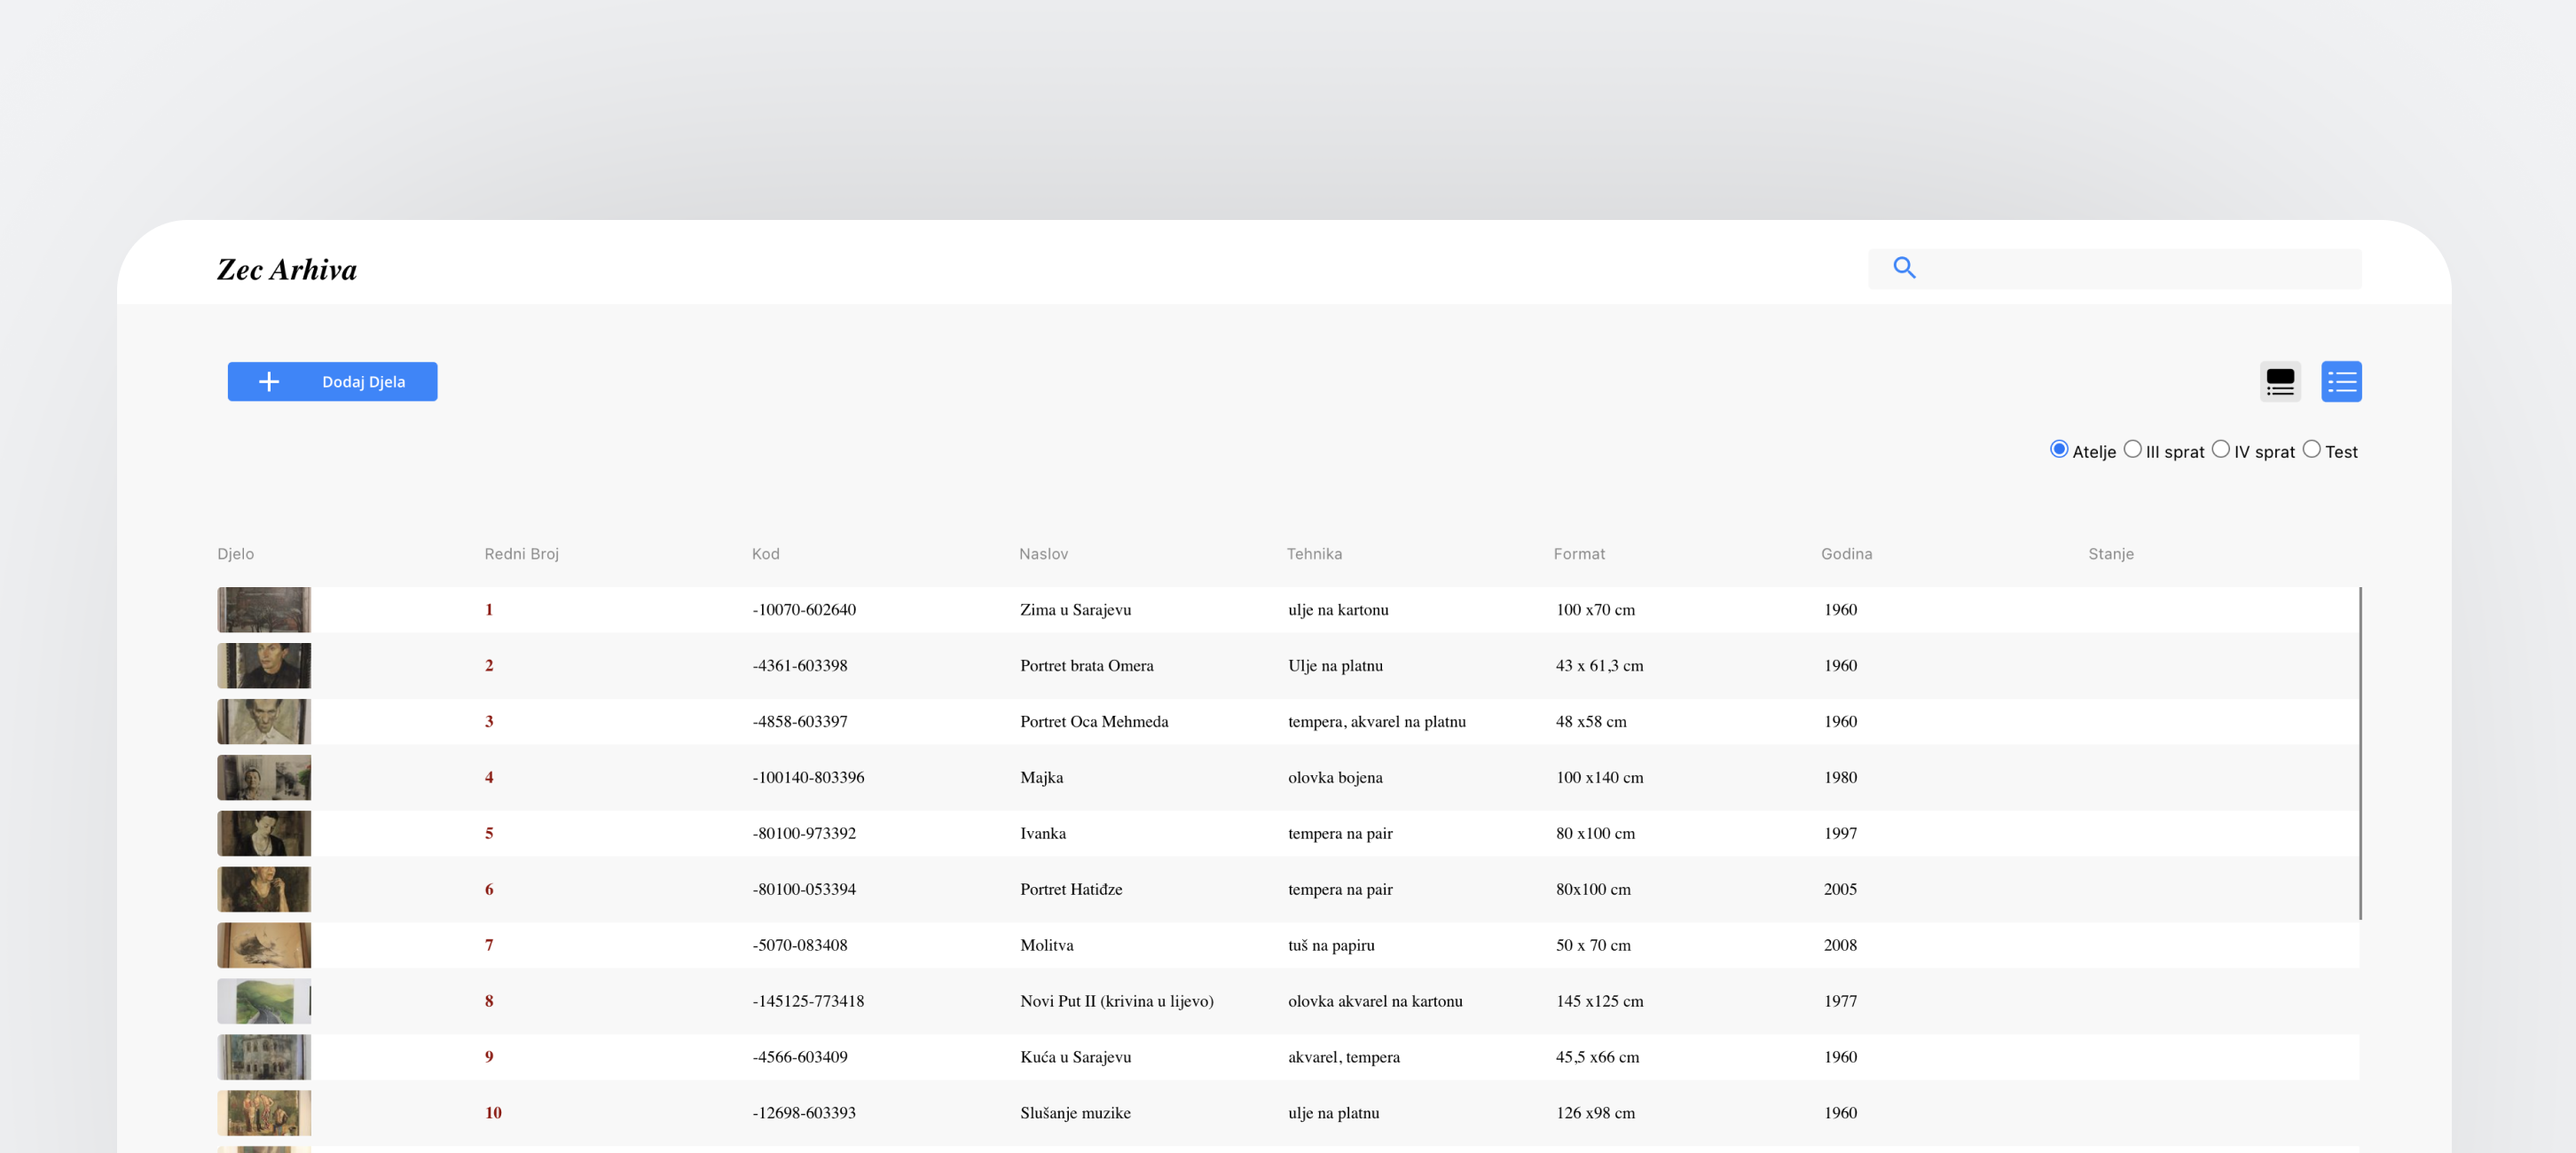 Zec Arhiva
Dodaj Djela
Atelje III sprat IV sprat Test
Djelo Redni Broj Kod Naslov Tehnika Format Godina Stanje
1 -10070-602640 Zima u Sarajevu ulje na kartonu 100 x70 cm 1960
2 -4361-603398 Portret brata Omera Ulje na platnu 43 x 61,3 cm 1960
3 -4858-603397 Portret Oca Mehmeda tempera, akvarel na platnu 48 x58 cm 1960
4 -100140-803396 Majka olovka bojena 100 x140 cm 1980
5 -80100-973392 Ivanka tempera na pair 80 x100 cm 1997
6 -80100-053394 Portret Hatiđze tempera na pair 80x100 cm 2005
7 -5070-083408 Molitva tuš na papiru 50 x 70 cm 2008
8 -145125-773418 Novi Put II (krivina u lijevo) olovka akvarel na kartonu 145 x125 cm 1977
9 -4566-603409 Kuća u Sarajevu akvarel, tempera 45,5 x66 cm 1960
10 -12698-603393 Slušanje muzike ulje na platnu 126 x98 cm 1960